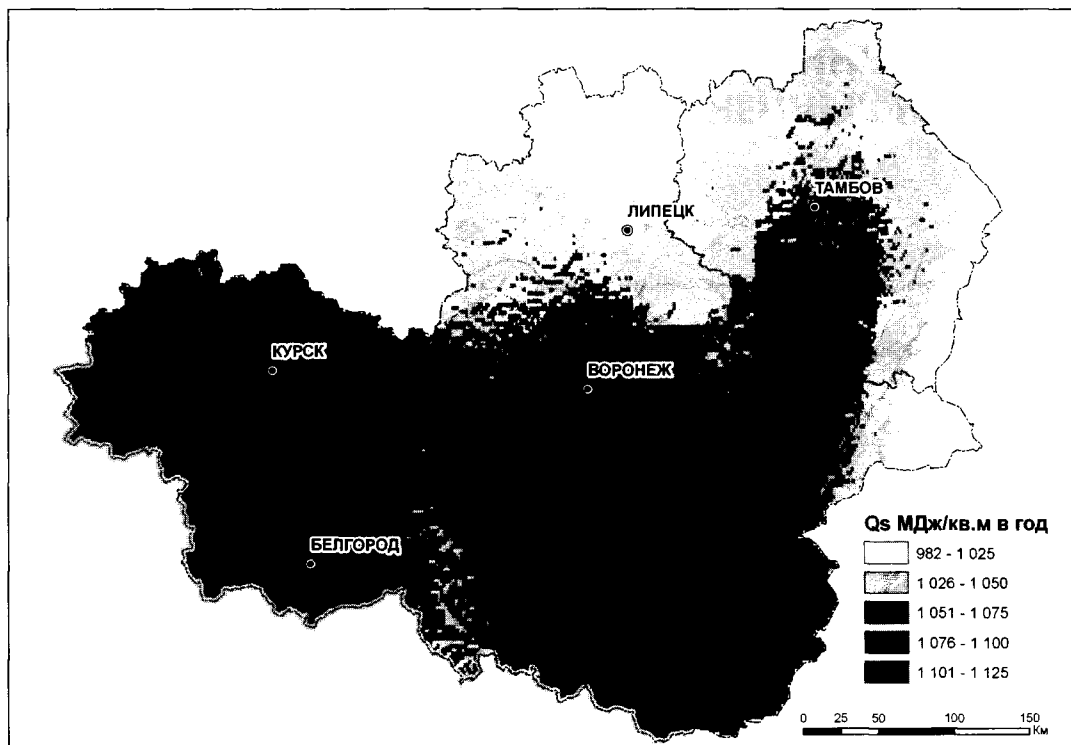 ТАМБОВ
ЛИПЕЦК
КУРСК
ВОРОНЕЖ
БЕЛГОРОД
Qs МДж/кв.м в год
982 - 1 025
1 026 - 1 050
1 051 - 1 075
1 076 - 1 100
1 101 - 1 125
0 25 50 100 150
Км